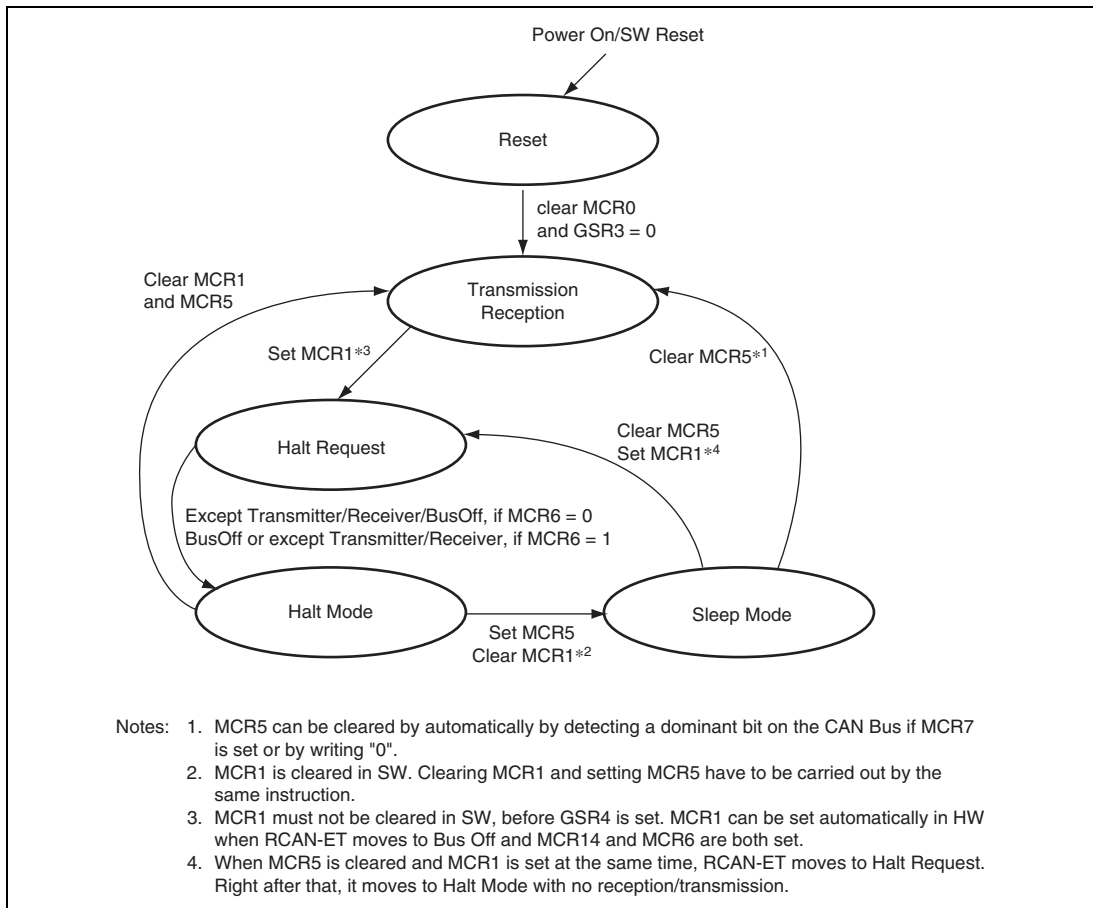 Power On/SW Reset
Reset
clear MCR0
and GSR3 = 0
Clear MCR1
and MCR5
Transmission
Reception
Set MCR1*3
Clear MCR5*1
Halt Request
Clear MCR5
Set MCR1*4
Except Transmitter/Receiver/BusOff, if MCR6 = 0
BusOff or except Transmitter/Receiver, if MCR6 = 1
Halt Mode
Sleep Mode
Set MCR5
Clear MCR1*2
Notes: 1. MCR5 can be cleared by automatically by detecting a dominant bit on the CAN Bus if MCR7
is set or by writing "0".
2. MCR1 is cleared in SW. Clearing MCR1 and setting MCR5 have to be carried out by the
same instruction.
3. MCR1 must not be cleared in SW, before GSR4 is set. MCR1 can be set automatically in HW
when RCAN-ET moves to Bus Off and MCR14 and MCR6 are both set.
4. When MCR5 is cleared and MCR1 is set at the same time, RCAN-ET moves to Halt Request.
Right after that, it moves to Halt Mode with no reception/transmission.